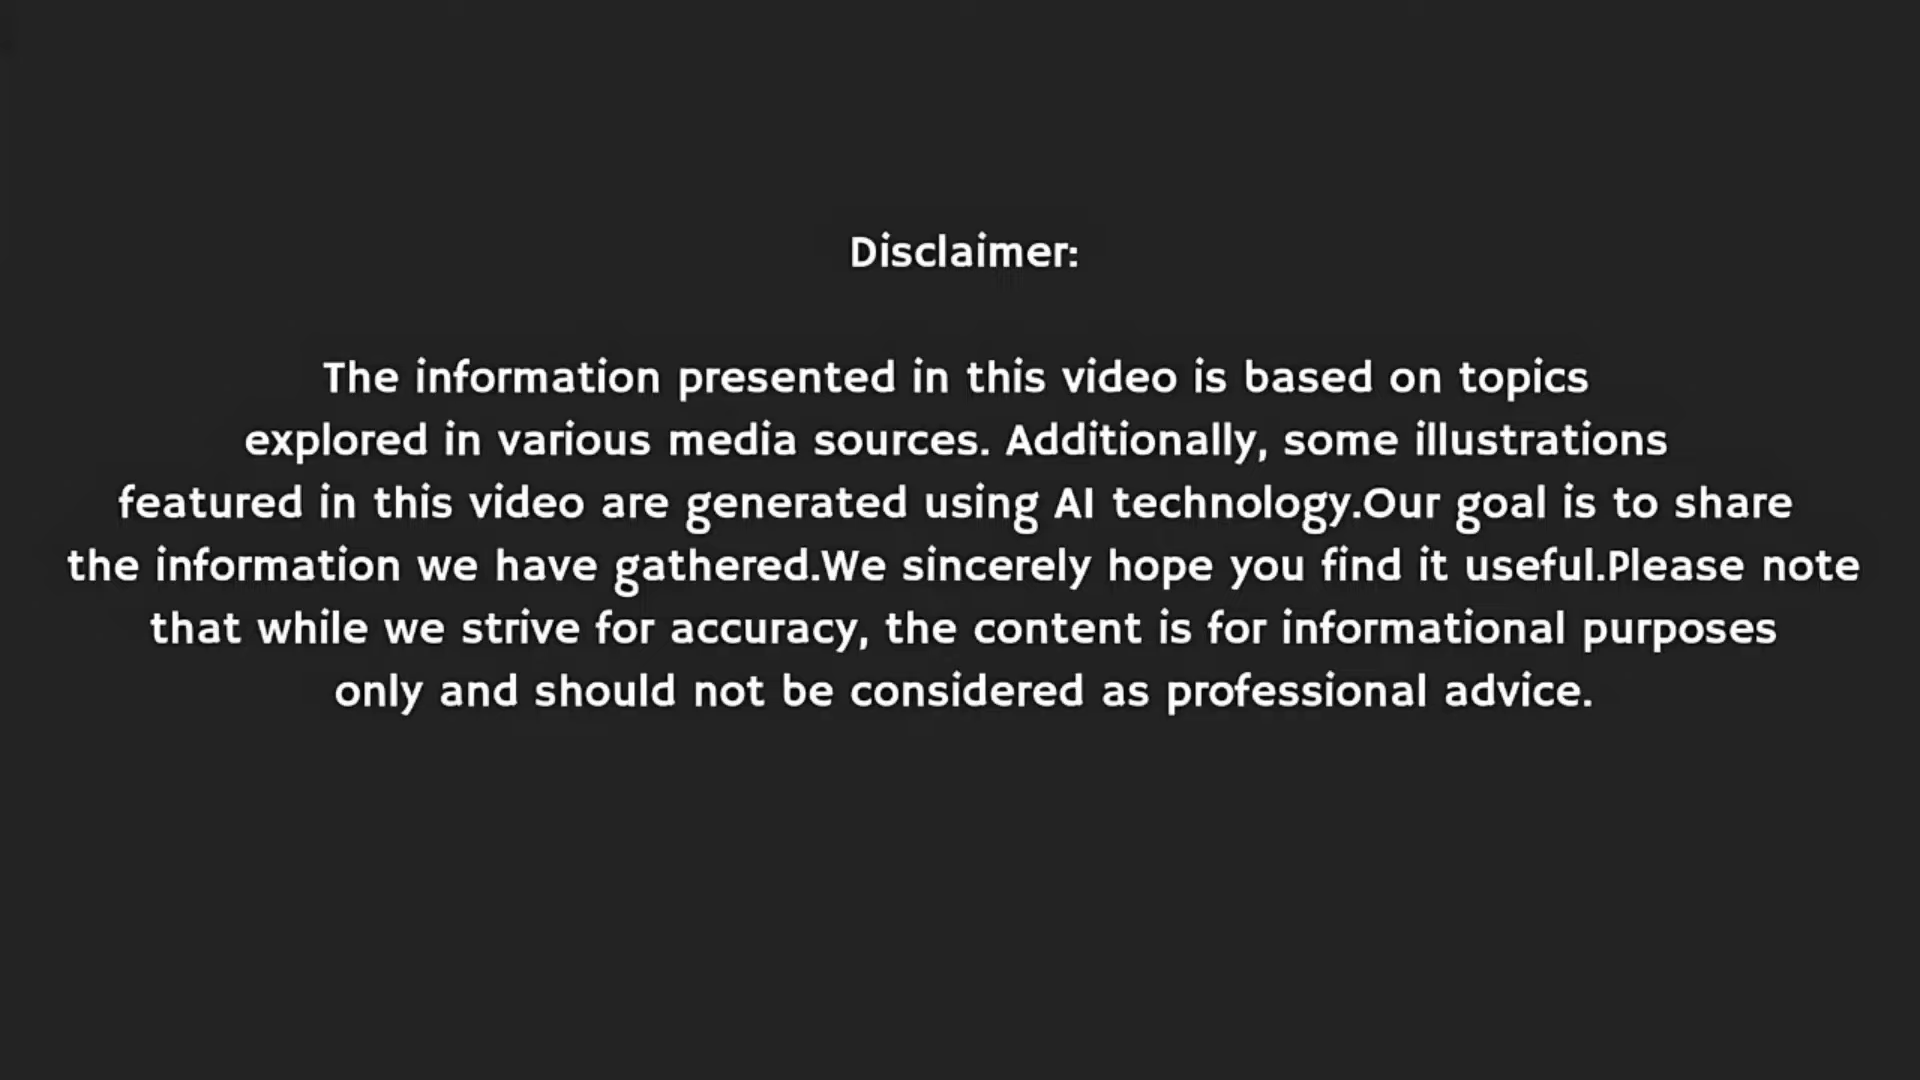 Disclaimer:
The information presented in this video is based on topics
explored in various media sources. Additionally, some illustrations
featured in this video are generated using AI technology.Our goal is to share
the information we have gathered.We sincerely hope you find it useful.Please note
that while we strive for accuracy, the content is for informational purposes
only and should not be considered as professional advice.